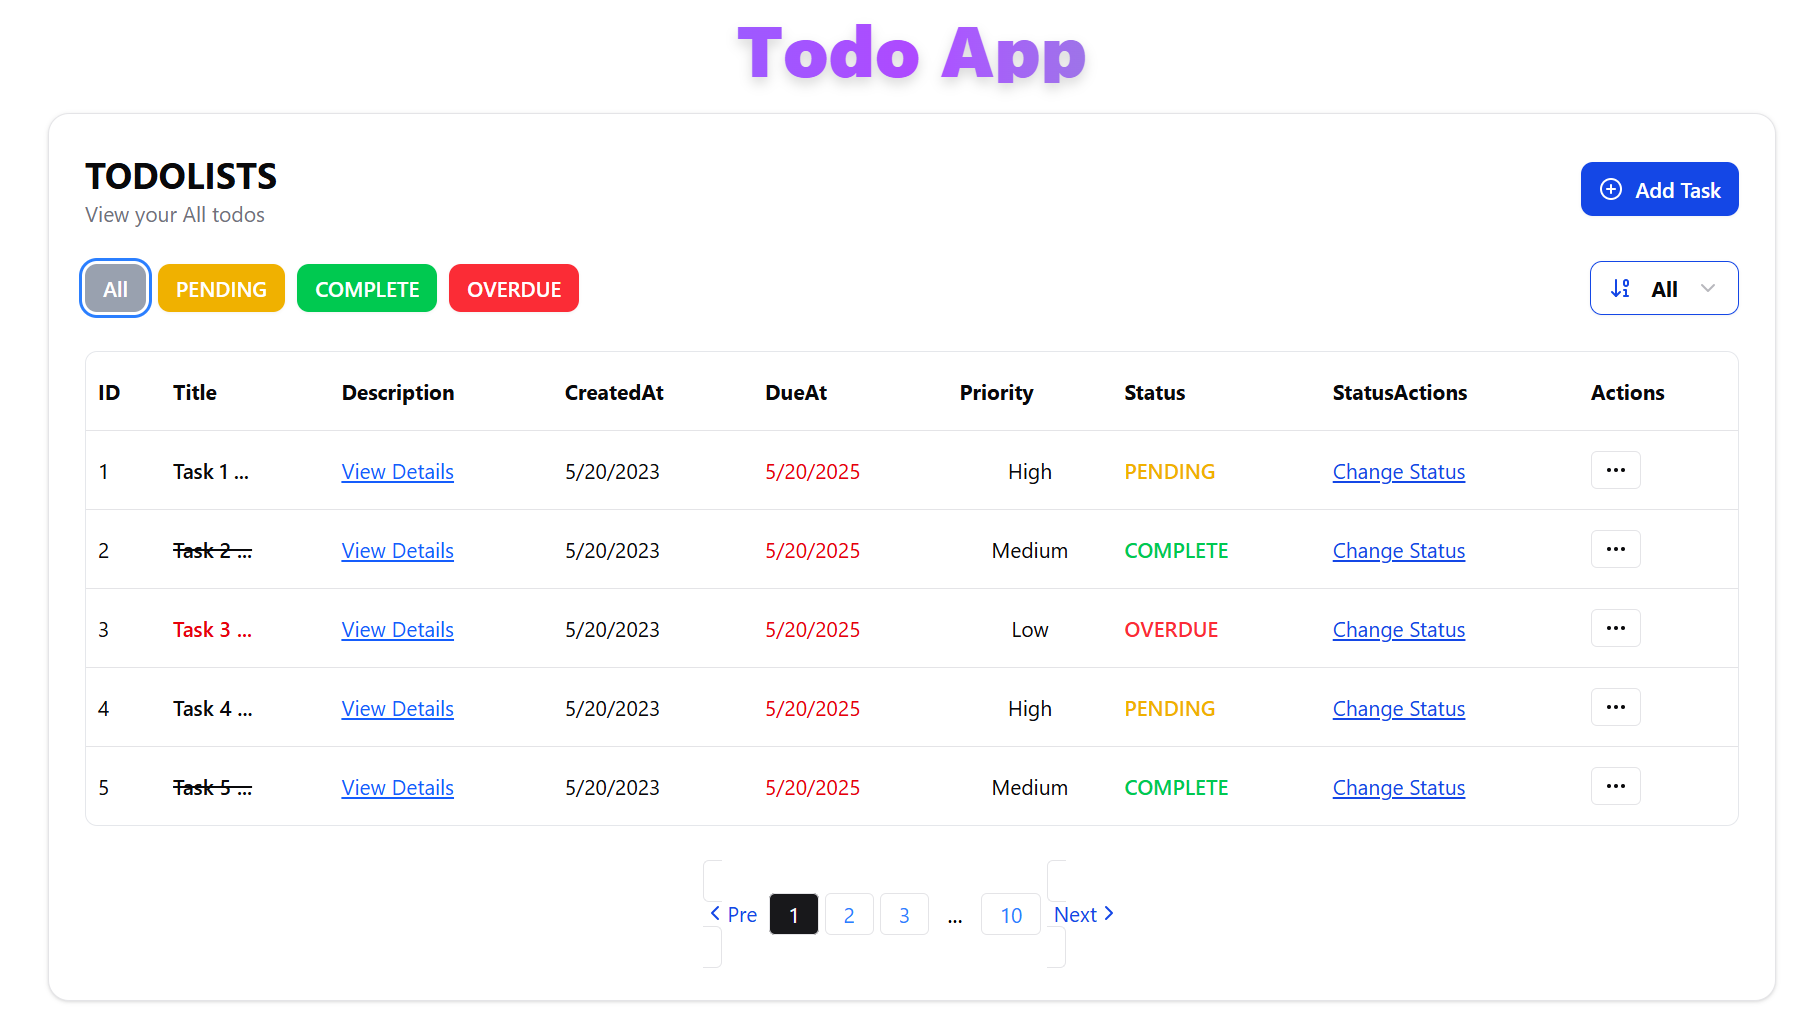 Todo App
TODOLISTS
View your All todos
Add Task
All PENDING COMPLETE OVERDUE
All
ID Title Description CreatedAt DueAt Priority Status StatusActions Actions
1 Task 1 ... View Details 5/20/2023 5/20/2025 High PENDING Change Status ...
2 Task 2 ... View Details 5/20/2023 5/20/2025 Medium COMPLETE Change Status ...
3 Task 3 ... View Details 5/20/2023 5/20/2025 Low OVERDUE Change Status ...
4 Task 4 ... View Details 5/20/2023 5/20/2025 High PENDING Change Status ...
5 Task 5 ... View Details 5/20/2023 5/20/2025 Medium COMPLETE Change Status ...
Pre 1 2 3 ... 10 Next